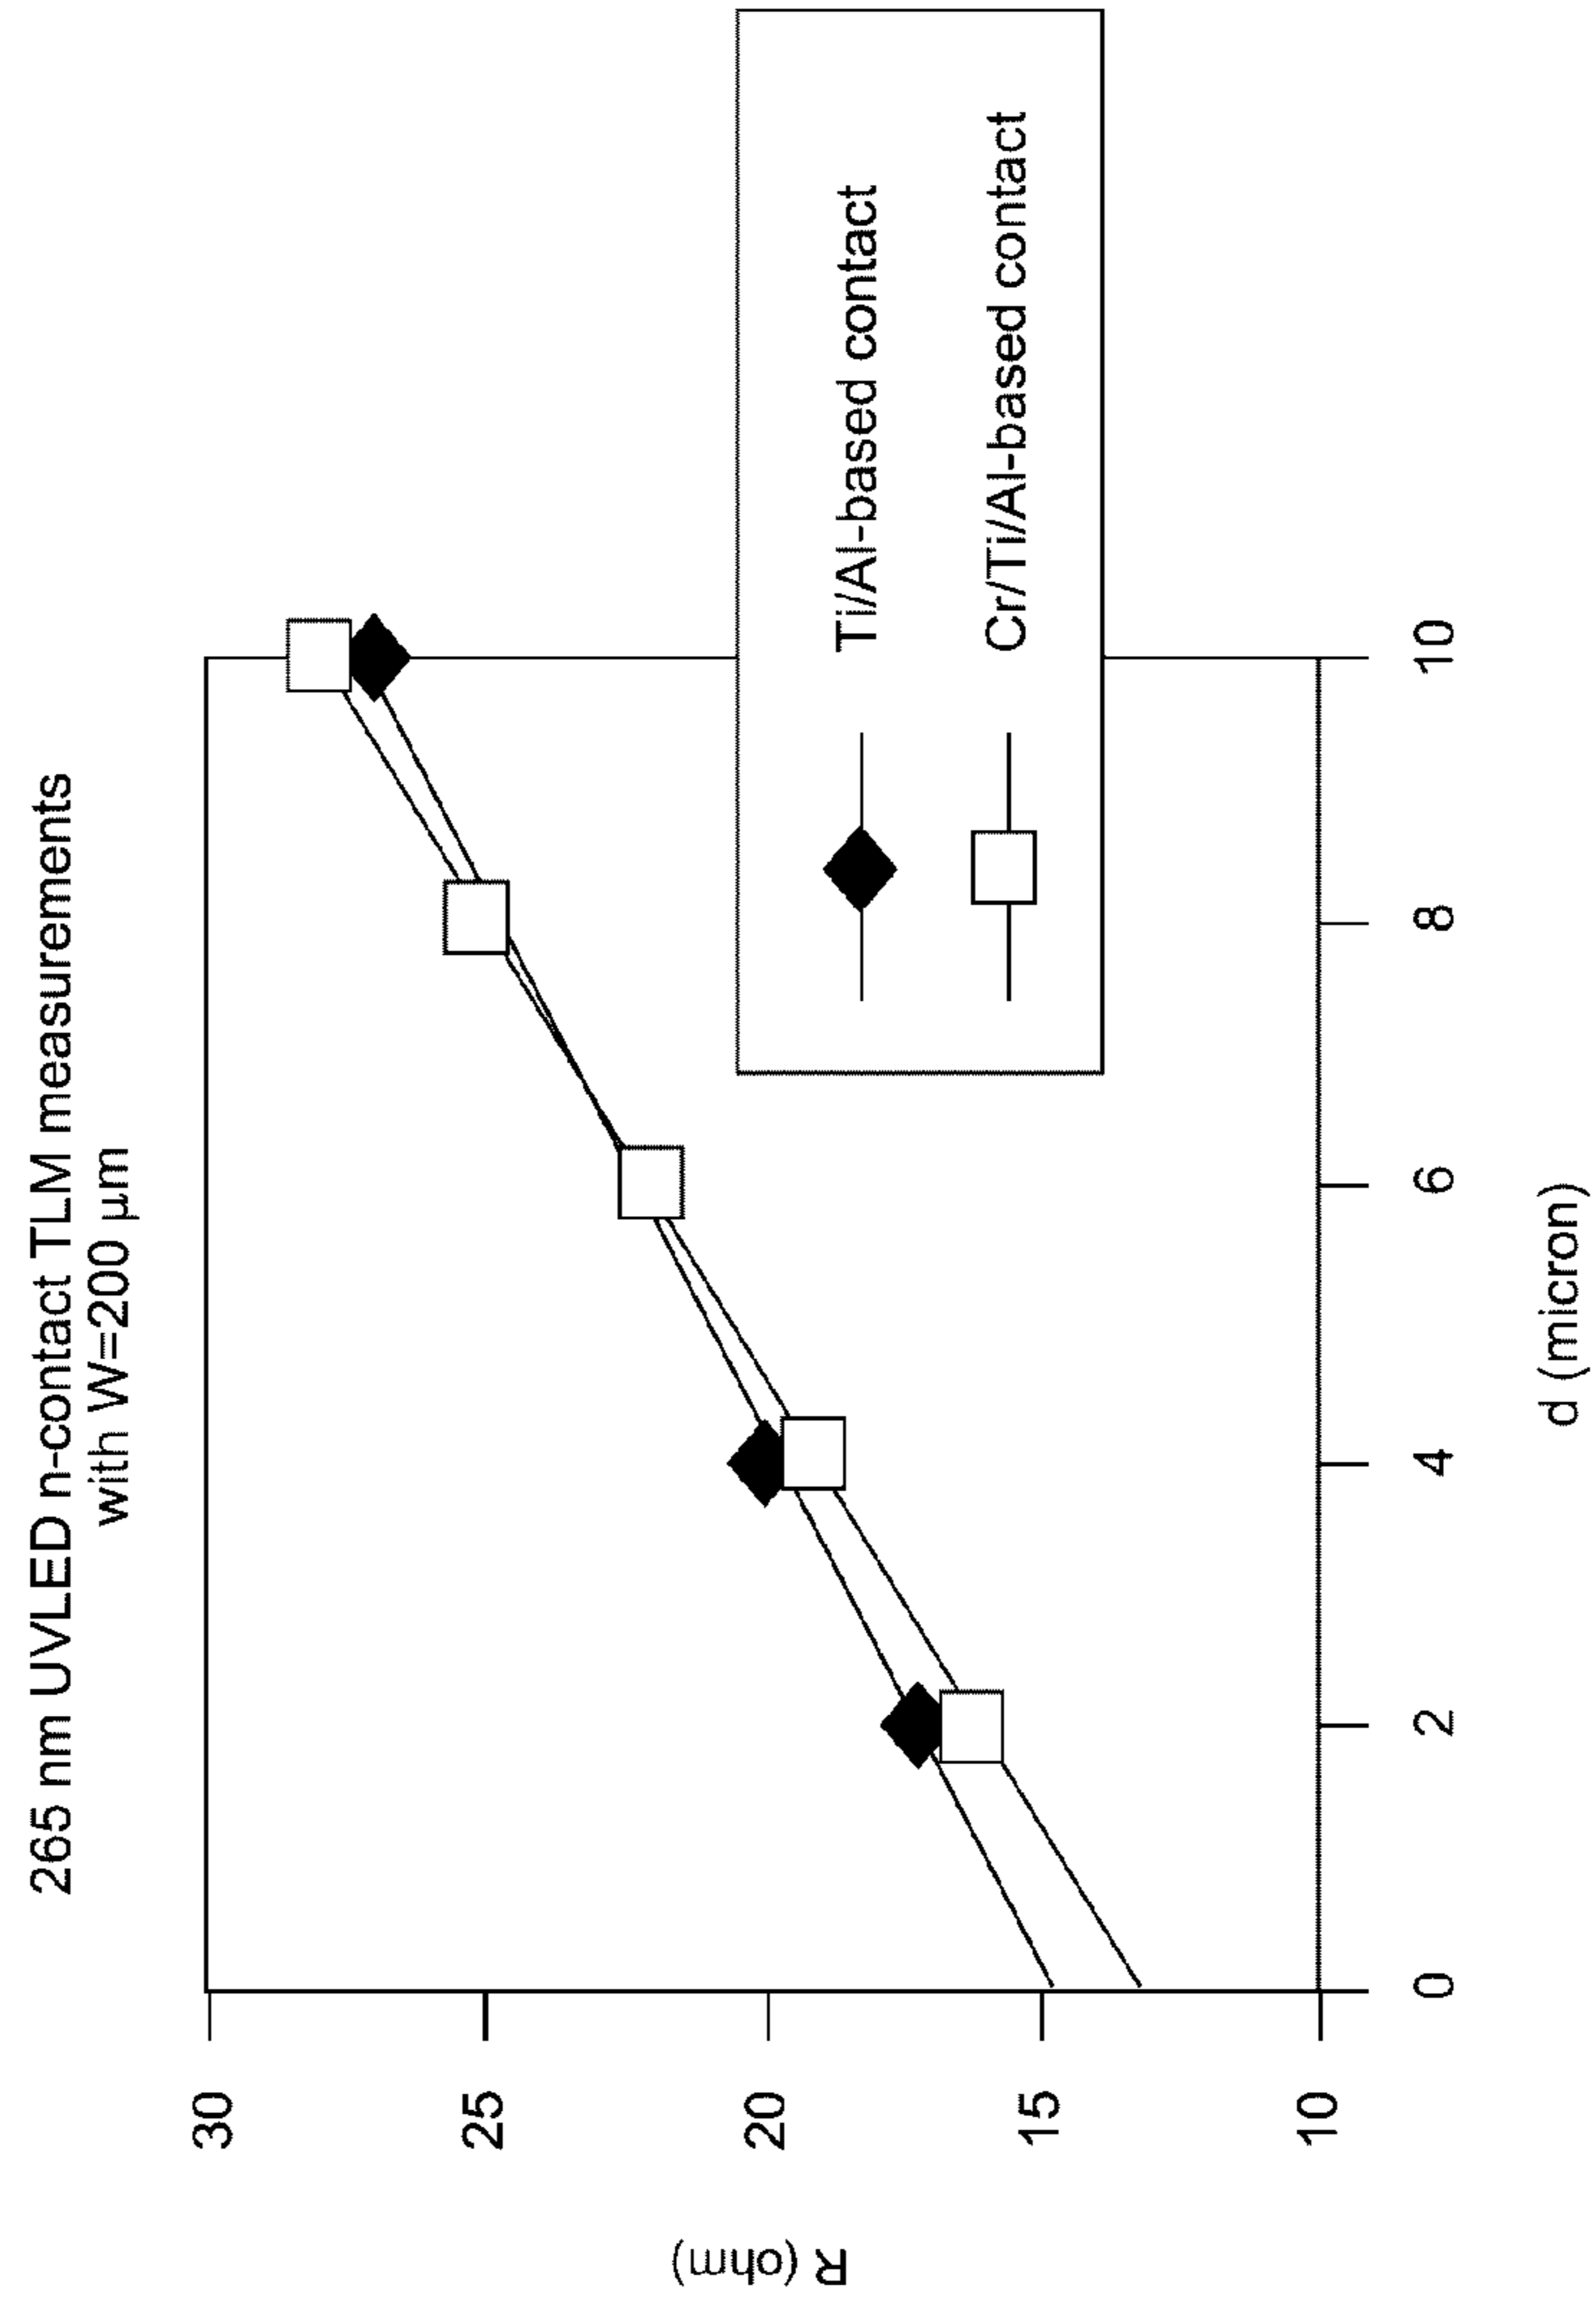 265 nm UVLED n-contact TLM measurements
with W=200 µm
30
25
20
15
10
R (ohm)
0
2
4
6
8
10
d (micron)
Ti/Al-based contact
Cr/Ti/Al-based contact